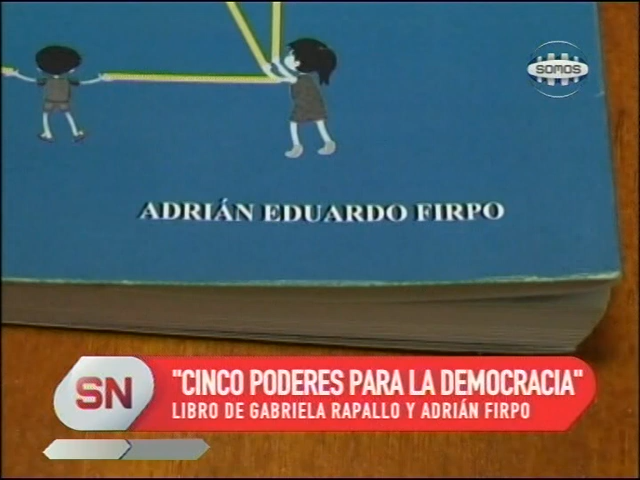 SOMOS
ADRIÁN EDUARDO FIRPO
SN
"CINCO PODERES PARA LA DEMOCRACIA"
LIBRO DE GABRIELA RAPALLO Y ADRIÁN FIRPO